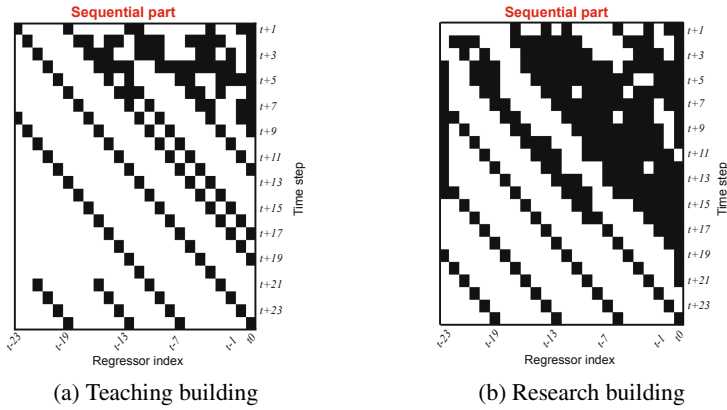 Sequential part
t+1
t+3
t+5
t+7
t+9
t+11
t+13
t+15
t+17
t+19
t+21
t+23
Time step
t-23
t-19
t-13
t-7
t-1
t0
Regressor index
(a) Teaching building
Sequential part
t+1
t+3
t+5
t+7
t+9
t+11
t+13
t+15
t+17
t+19
t+21
t+23
Time step
t-23
t-19
t-13
t-7
t-1
t0
Regressor index
(b) Research building